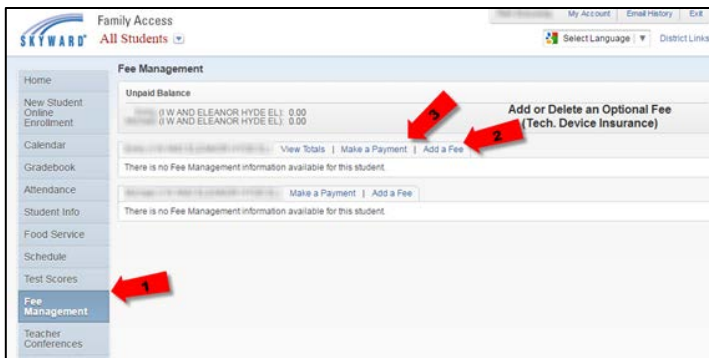 SKYWARD
Family Access
All Students
My Account Email History Exit
Select Language ▼ District Links
Home
New Student
Online
Enrollment
Calendar
Gradebook
Attendance
Student Info
Food Service
Schedule
Test Scores
Fee
Management
Teacher
Conferences
Fee Management
Unpaid Balance
(I W AND ELEANOR HYDE EL): 0.00
(I W AND ELEANOR HYDE EL): 0.00
Add or Delete an Optional Fee
(Tech. Device Insurance)
3
2
View Totals | Make a Payment | Add a Fee
There is no Fee Management information available for this student.
Make a Payment | Add a Fee
There is no Fee Management information available for this student.
1